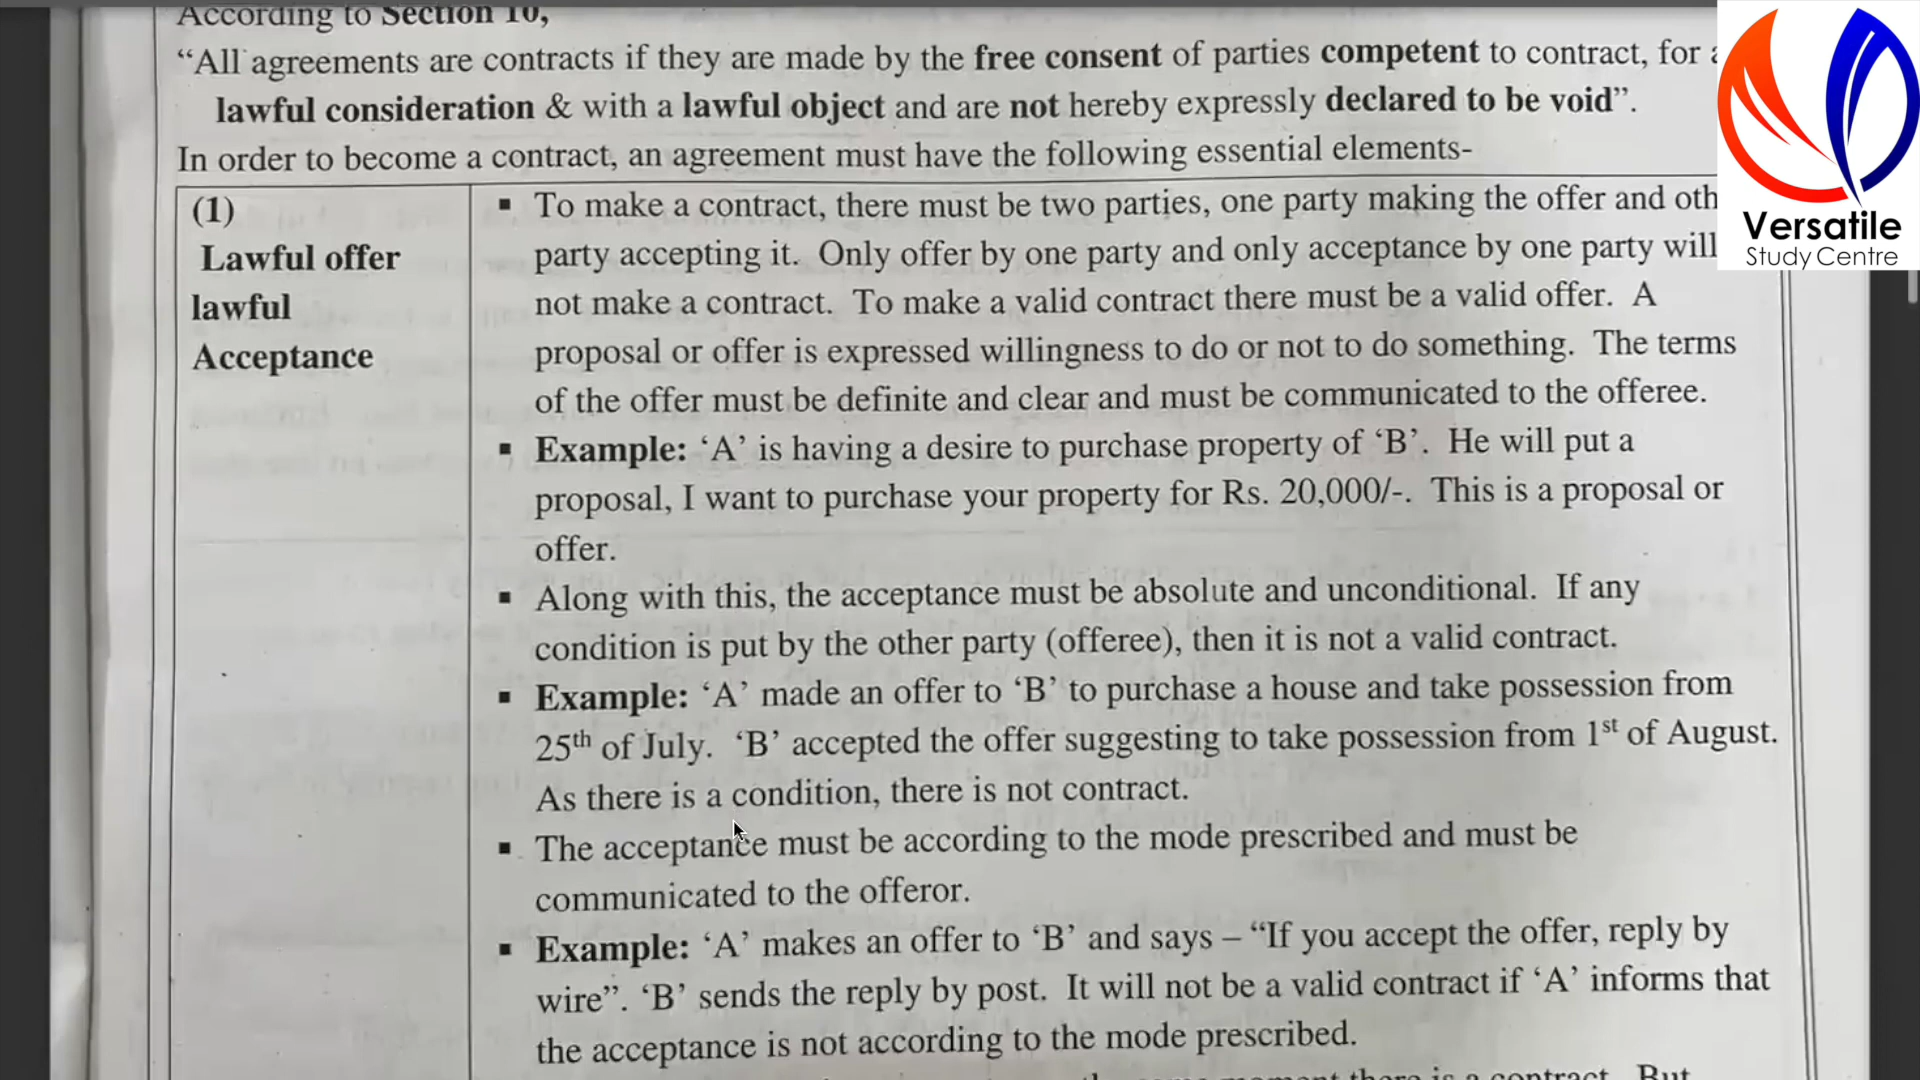 According to Section 10,
“All agreements are contracts if they are made by the free consent of parties competent to contract, for a
lawful consideration & with a lawful object and are not hereby expressly declared to be void”.
In order to become a contract, an agreement must have the following essential elements-
(1)
Lawful offer
lawful
Acceptance
▪ To make a contract, there must be two parties, one party making the offer and oth
party accepting it. Only offer by one party and only acceptance by one party will
not make a contract. To make a valid contract there must be a valid offer. A
proposal or offer is expressed willingness to do or not to do something. The terms
of the offer must be definite and clear and must be communicated to the offeree.
▪ Example: ‘A’ is having a desire to purchase property of ‘B’. He will put a
proposal, I want to purchase your property for Rs. 20,000/-. This is a proposal or
offer.
▪ Along with this, the acceptance must be absolute and unconditional. If any
condition is put by the other party (offeree), then it is not a valid contract.
▪ Example: ‘A’ made an offer to ‘B’ to purchase a house and take possession from
25th of July. ‘B’ accepted the offer suggesting to take possession from 1st of August.
As there is a condition, there is not contract.
▪ The acceptance must be according to the mode prescribed and must be
communicated to the offeror.
▪ Example: ‘A’ makes an offer to ‘B’ and says – “If you accept the offer, reply by
wire”. ‘B’ sends the reply by post. It will not be a valid contract if ‘A’ informs that
the acceptance is not according to the mode prescribed.
moment there is a contract. But
Versatile
Study Centre